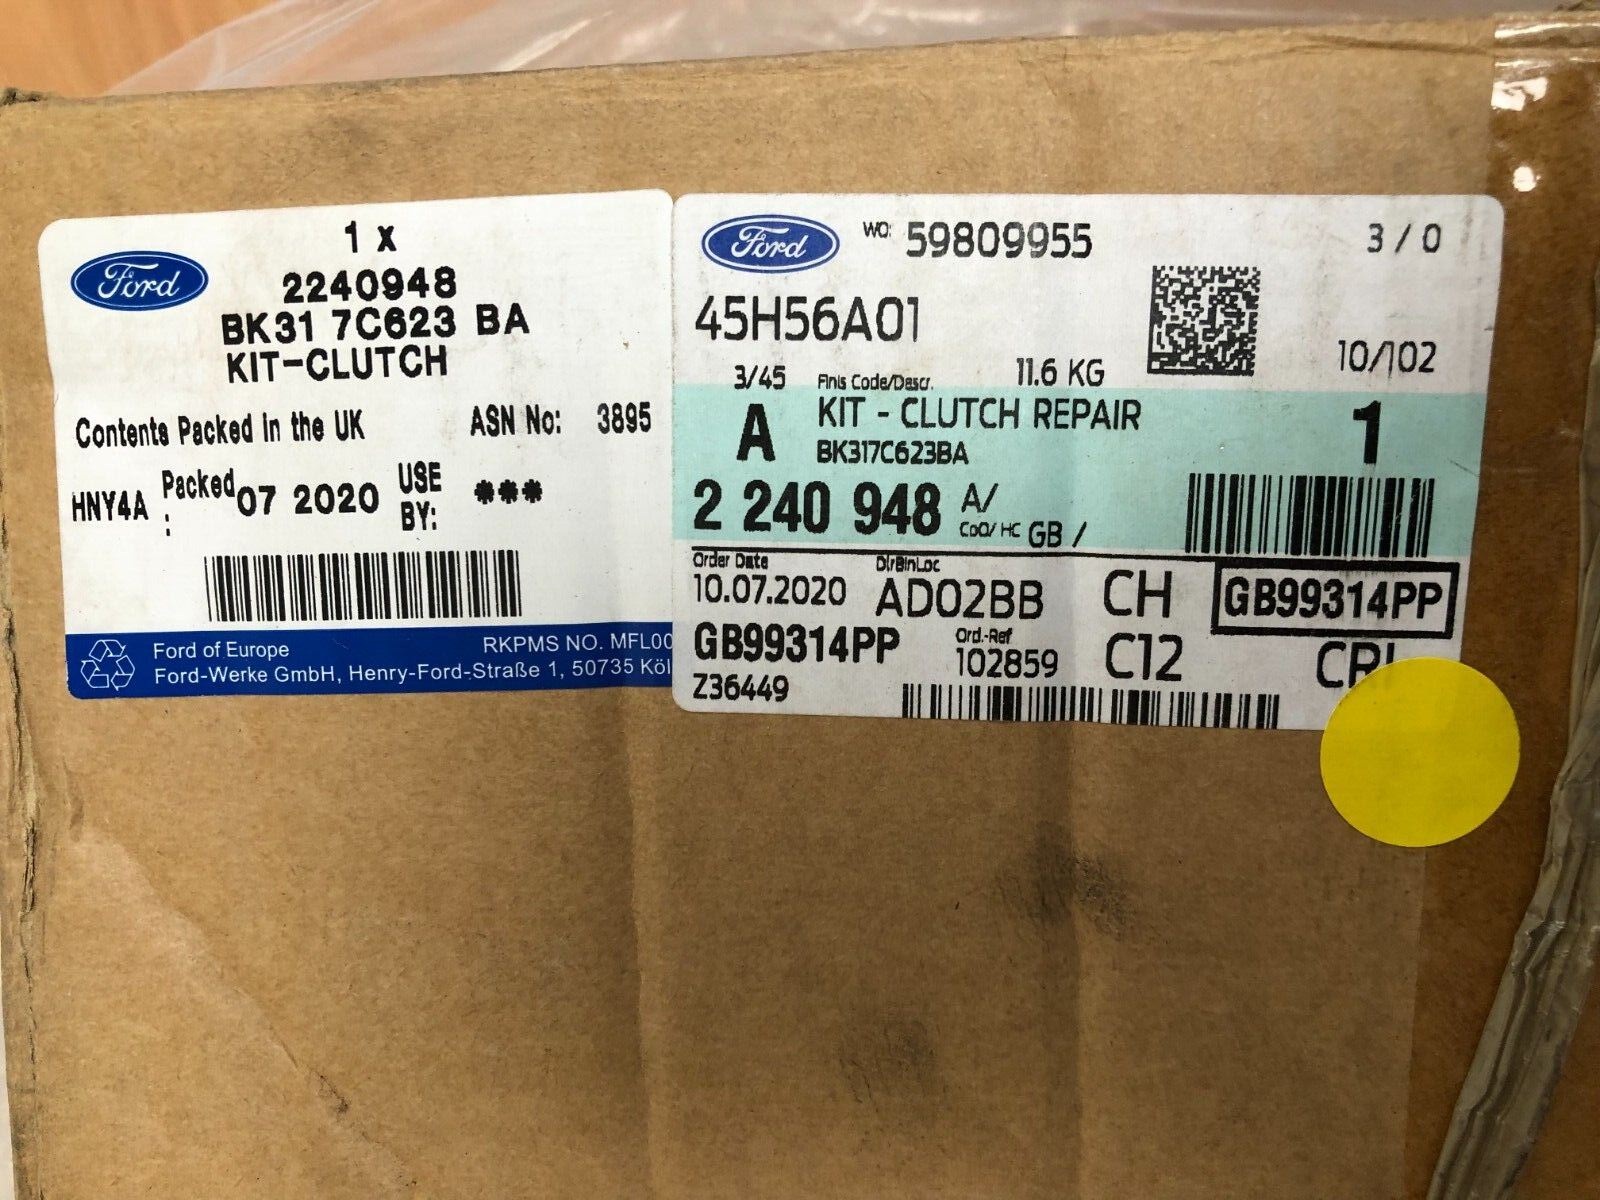 Ford
1 x
2240948
BK31 7C623 BA
KIT-CLUTCH
Contents Packed in the UK ASN No: 3895
HNY4A Packed : 07 2020 USE BY: ***
Ford of Europe RKPMS NO. MFL00
Ford-Werke GmbH, Henry-Ford-Straße 1, 50735 Köl
Ford WO: 59809955 3 / 0
45H56A01
10/102
3/45 Finis Code/Descr. 11.6 KG
A KIT - CLUTCH REPAIR 1
BK317C623BA
2 240 948 A/
CoO/ HC GB /
Order Date DlrBinLoc
10.07.2020 AD02BB CH GB99314PP
GB99314PP Ord.-Ref C12
102859
Z36449